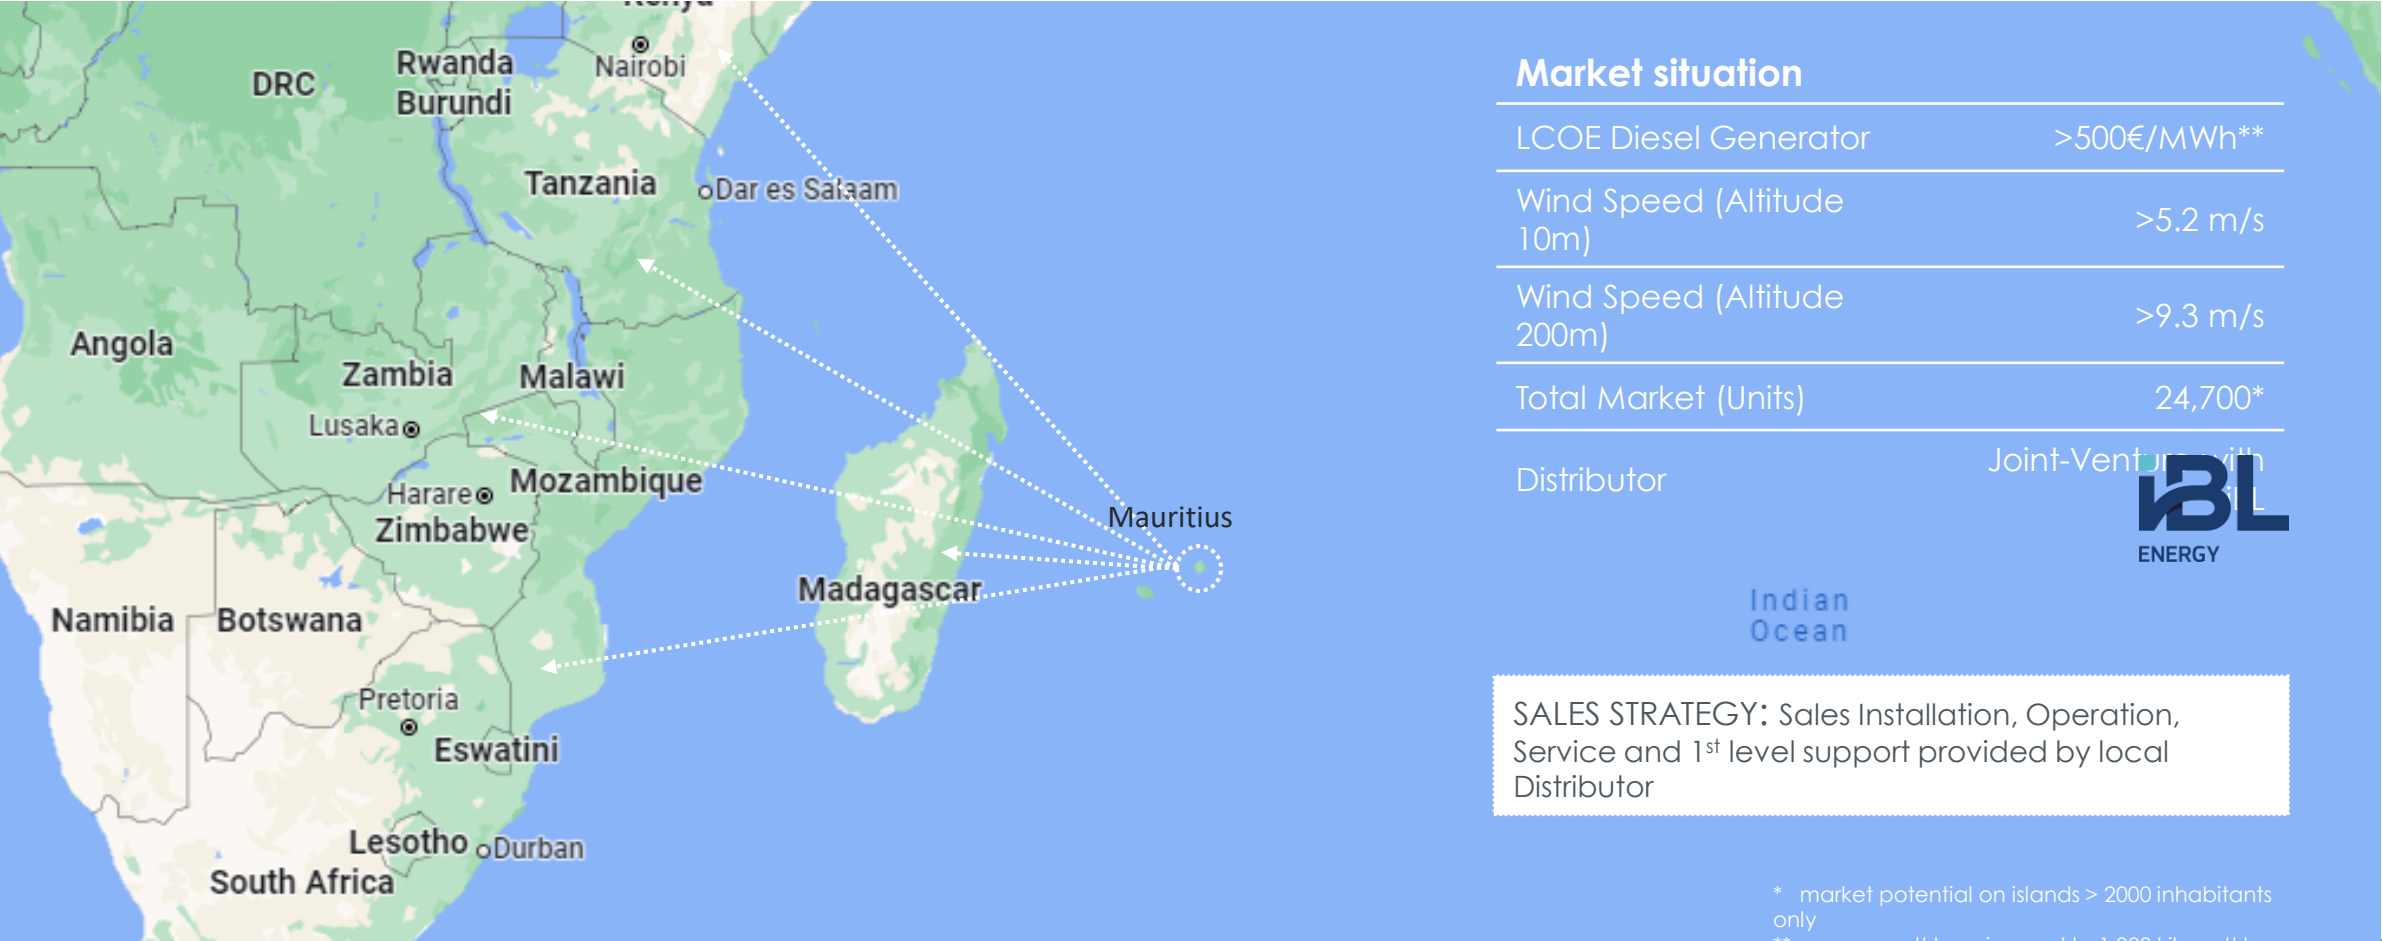 Kenya
DRC
Rwanda
Nairobi
Burundi
Tanzania
Dar es Salaam
Angola
Zambia
Malawi
Lusaka
Harare
Mozambique
Zimbabwe
Mauritius
Madagascar
Namibia
Botswana
Pretoria
Eswatini
Lesotho
Durban
South Africa
Market situation
LCOE Diesel Generator >500€/MWh**
Wind Speed (Altitude
10m) >5.2 m/s
Wind Speed (Altitude
200m) >9.3 m/s
Total Market (Units) 24,700*
Distributor
Joint-Venture with
iBL
iBL
ENERGY
Indian
Ocean
SALES STRATEGY: Sales Installation, Operation,
Service and 1st level support provided by local
Distributor
* market potential on islands > 2000 inhabitants
only
**